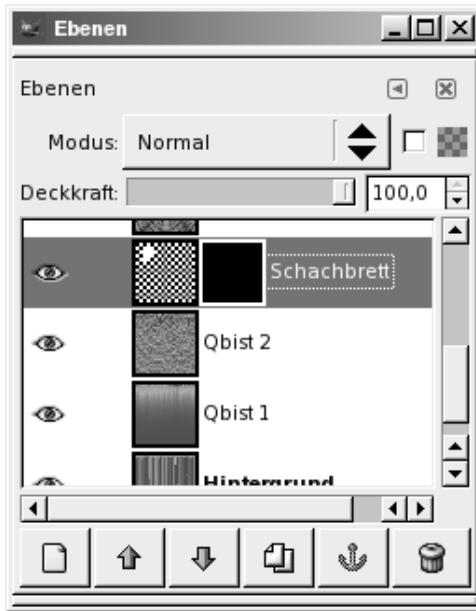 Ebenen
Ebenen
Modus: Normal
Deckkraft: 100,0
Schachbrett
Qbist 2
Qbist 1
Hintergrund